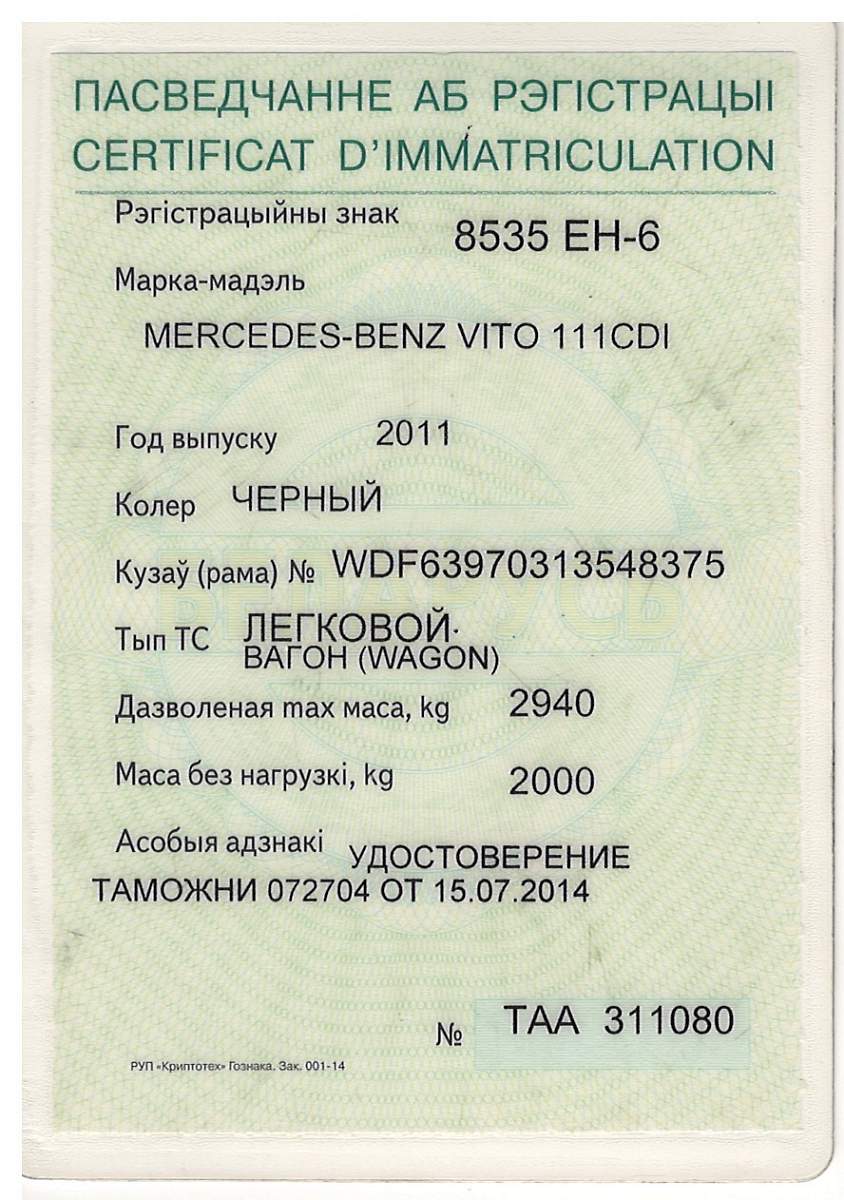 ПАСВЕДЧАННЕ АБ РЭГІСТРАЦЫІ
CERTIFICAT D'IMMATRICULATION
Рэгістрацыйны знак 8535 EH-6
Марка-мадэль
MERCEDES-BENZ VITO 111CDI
Год выпуску 2011
Колер ЧЕРНЫЙ
Кузаў (рама) № WDF63970313548375
Тып ТС ЛЕГКОВОЙ
ВАГОН (WAGON)
Дазволеная max маса, kg 2940
Маса без нагрузкі, kg 2000
Асобыя адзнакі УДОСТОВЕРЕНИЕ
ТАМОЖНИ 072704 ОТ 15.07.2014
№ ТАА 311080
РУП «Криптотех» Гознака. Зак. 001-14
БЕЛАРУСЬ